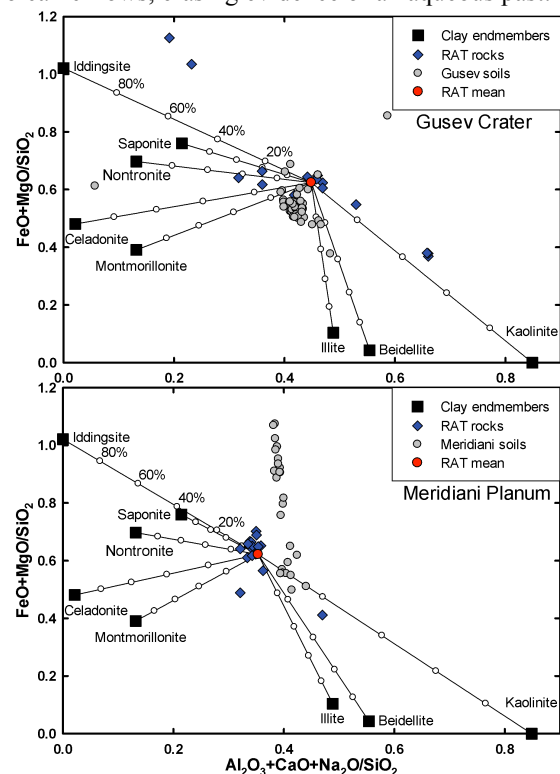 1.2
Clay endmembers
RAT rocks
Gusev soils
RAT mean
Gusev Crater
1.0
Iddingsite
80%
60%
0.8
40%
Saponite
20%
Nontronite
0.6
FeO+MgO/SiO2
Celadonite
0.4
Montmorillonite
0.2
Kaolinite
Illite
Beidellite
0.0
0.0 0.2 0.4 0.6 0.8
1.2
Clay endmembers
RAT rocks
Meridiani soils
RAT mean
Meridiani Planum
1.0
Iddingsite
80%
60%
0.8
40%
Saponite
20%
Nontronite
0.6
FeO+MgO/SiO2
Celadonite
0.4
Montmorillonite
0.2
Kaolinite
Illite
Beidellite
0.0
0.0 0.2 0.4 0.6 0.8
Al2O3+CaO+Na2O/SiO2